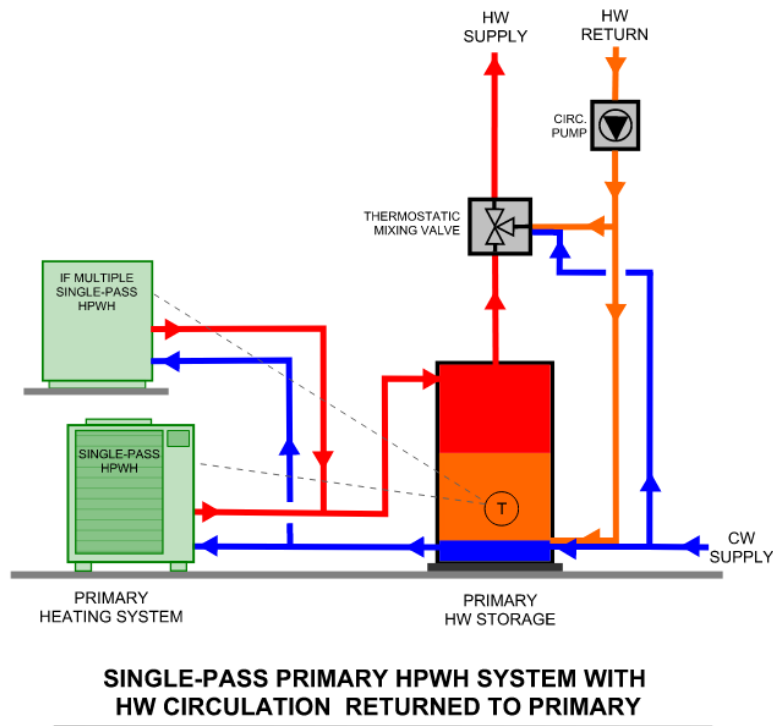 HW
SUPPLY
HW
RETURN
CIRC.
PUMP
THERMOSTATIC
MIXING VALVE
IF MULTIPLE
SINGLE-PASS
HPWH
SINGLE-PASS
HPWH
T
CW
SUPPLY
PRIMARY
HEATING SYSTEM
PRIMARY
HW STORAGE
SINGLE-PASS PRIMARY HPWH SYSTEM WITH
HW CIRCULATION RETURNED TO PRIMARY